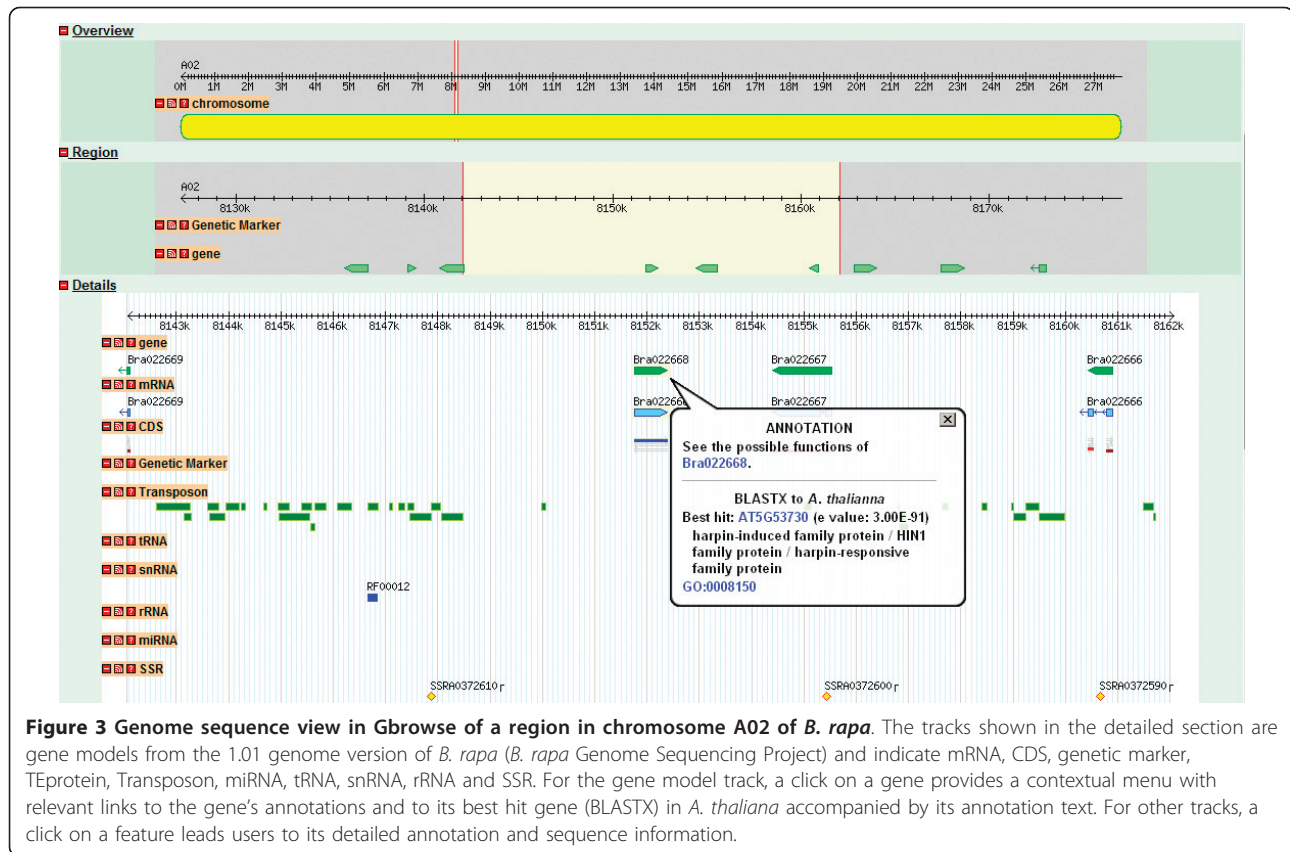 Overview
A02
0M 1M 2M 3M 4M 5M 6M 7M 8M 9M 10M 11M 12M 13M 14M 15M 16M 17M 18M 19M 20M 21M 22M 23M 24M 25M 26M 27M
chromosome
Region
A02
8130k 8140k 8150k 8160k 8170k
Genetic Marker
gene
Details
8143k 8144k 8145k 8146k 8147k 8148k 8149k 8150k 8151k 8152k 8153k 8154k 8155k 8156k 8157k 8158k 8159k 8160k 8161k 8162k
gene
Bra022669 Bra022668 Bra022667 Bra022666
mRNA
Bra022669 Bra022667 Bra022666
CDS
ANNOTATION
See the possible functions of
Bra022668.
Genetic Marker
Transposon
BLASTX to A. thalianna
Best hit: AT5G53730 (e value: 3.00E-91)
harpin-induced family protein / HIN1
family protein / harpin-responsive
family protein
GO:0008150
tRNA
snRNA
RF00012
rRNA
miRNA
SSR
SSRA0372610 r SSRA0372600 r SSRA0372590 r
Figure 3 Genome sequence view in Gbrowse of a region in chromosome A02 of B. rapa. The tracks shown in the detailed section are
gene models from the 1.01 genome version of B. rapa (B. rapa Genome Sequencing Project) and indicate mRNA, CDS, genetic marker,
TEprotein, Transposon, miRNA, tRNA, snRNA, rRNA and SSR. For the gene model track, a click on a gene provides a contextual menu with
relevant links to the gene's annotations and to its best hit gene (BLASTX) in A. thaliana accompanied by its annotation text. For other tracks, a
click on a feature leads users to its detailed annotation and sequence information.